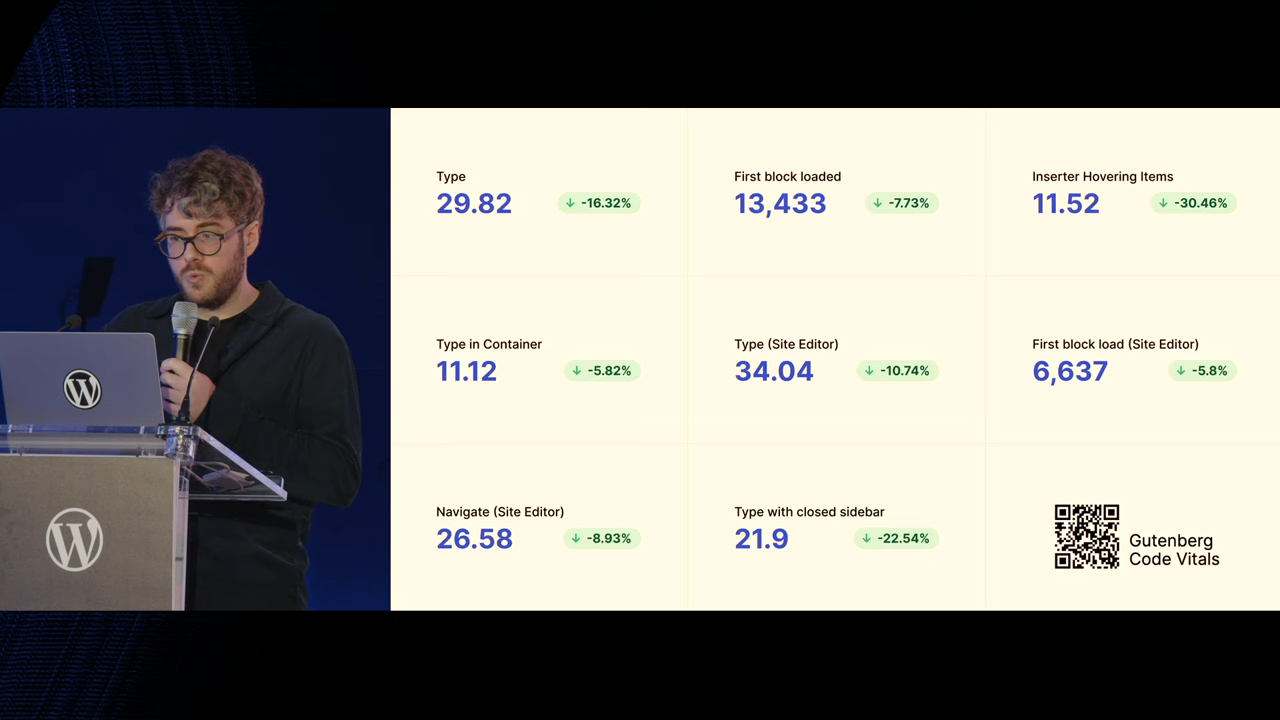 Type
29.82
↓ -16.32%
First block loaded
13,433
↓ -7.73%
Inserter Hovering Items
11.52
↓ -30.46%
Type in Container
11.12
↓ -5.82%
Type (Site Editor)
34.04
↓ -10.74%
First block load (Site Editor)
6,637
↓ -5.8%
Navigate (Site Editor)
26.58
↓ -8.93%
Type with closed sidebar
21.9
↓ -22.54%
Gutenberg
Code Vitals
W
W